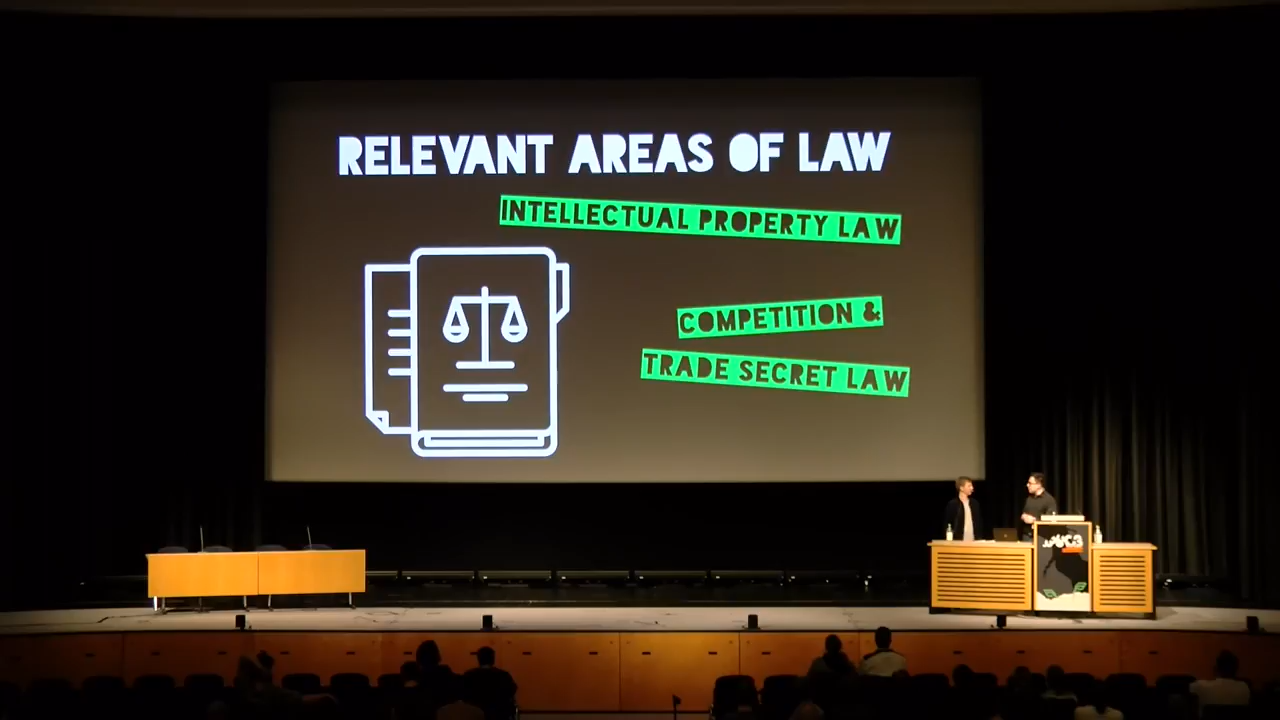 RELEVANT AREAS OF LAW
INTELLECTUAL PROPERTY LAW
COMPETITION &
TRADE SECRET LAW